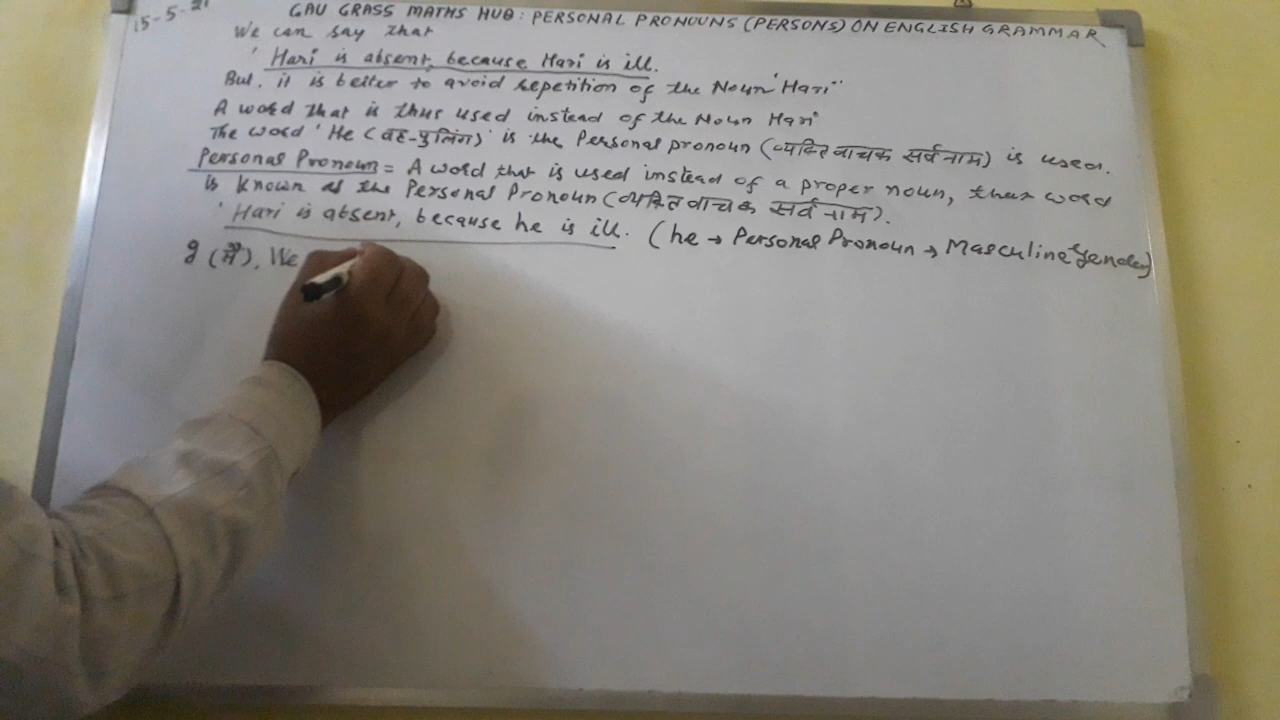 15-5-21
GAU GRASS MATHS HUB: PERSONAL PRONOUNS (PERSONS) ON ENGLISH GRAMMAR
We can say that
'Hari is absent, because Hari is ill.
But, it is better to avoid repetition of the Noun 'Hari''
A word that is thus used instead of the Noun Hari'
The word 'He (वह-पुलिंग)' is the Personal pronoun (व्यक्तिवाचक सर्वनाम) is used.
Personal Pronoun = A word that is used instead of a proper noun, that word
is known as the Personal Pronoun (व्यक्तिवाचक सर्वनाम).
'Hari is absent, because he is ill. (he → Personal Pronoun → Masculine Gender)
I (मैं), We